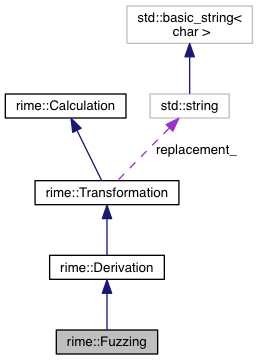 std::basic_string<
char >
rime::Calculation
std::string
replacement_
rime::Transformation
rime::Derivation
rime::Fuzzing